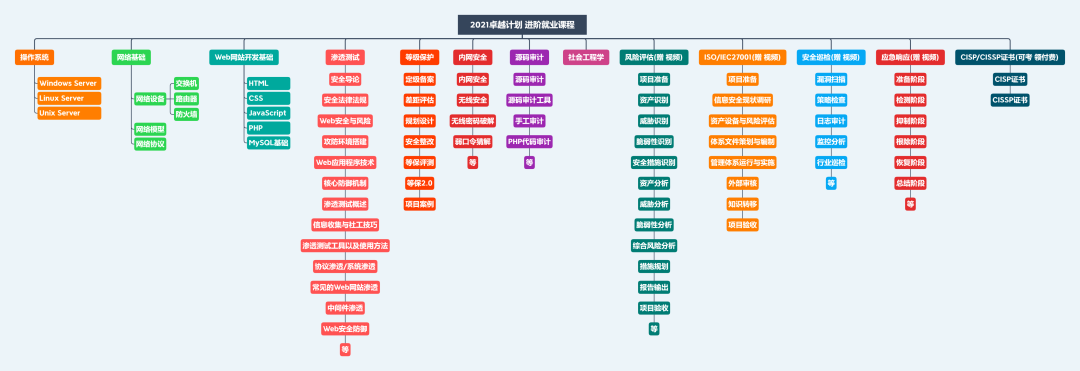 2021卓越计划 进阶就业课程
操作系统
Windows Server
Linux Server
Unix Server
网络基础
网络设备
交换机
路由器
防火墙
网络模型
网络协议
Web网站开发基础
HTML
CSS
JavaScript
PHP
MySQL基础
渗透测试
安全导论
安全法律法规
Web安全与风险
攻防环境搭建
Web应用程序技术
核心防御机制
渗透测试概述
信息收集与社工技巧
渗透测试工具以及使用方法
协议渗透/系统渗透
常见的Web网站渗透
中间件渗透
Web安全防御
等
等级保护
定级备案
差距评估
规划设计
安全整改
等保测评
等保2.0
项目案例
内网安全
内网安全
无线安全
无线密码破解
弱口令猜解
等
源码审计
源码审计
源码审计工具
手工审计
PHP代码审计
等
社会工程学
风险评估(赠 视频)
项目准备
资产识别
威胁识别
脆弱性识别
安全措施识别
资产分析
威胁分析
脆弱性分析
综合风险分析
措施规划
报告输出
项目验收
等
ISO/IEC27001(赠 视频)
项目准备
信息安全现状调研
资产设备与风险评估
体系文件策划与编制
管理体系运行与实施
外部审核
知识转移
项目验收
安全巡检(赠 视频)
漏洞扫描
策略检查
日志审计
监控分析
行业巡检
等
应急响应(赠 视频)
准备阶段
检测阶段
抑制阶段
根除阶段
恢复阶段
总结阶段
等
CISP/CISSP证书(可考 领付费)
CISP证书
CISSP证书